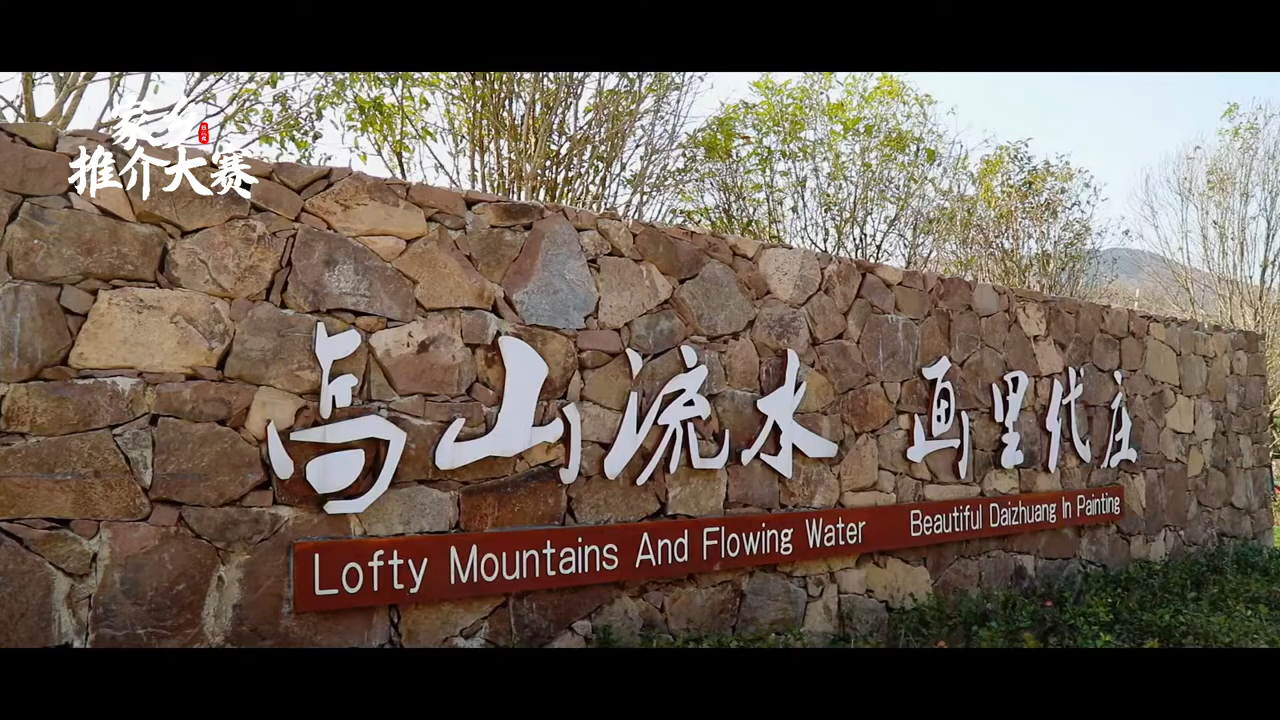 家乡
推介大赛
高山流水 画里代庄
Lofty Mountains And Flowing Water Beautiful Daizhuang In Painting